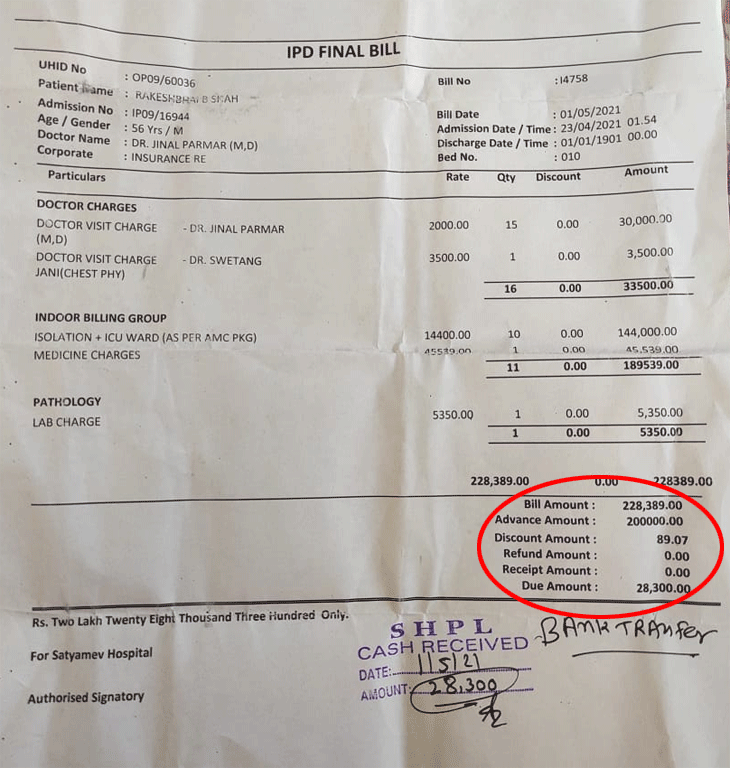 IPD FINAL BILL
UHID No : OP09/60036
Patient Name : RAKESHBHAI B SHAH
Admission No : IP09/16944
Age / Gender : 56 Yrs / M
Doctor Name : DR. JINAL PARMAR (M,D)
Corporate : INSURANCE RE
Bill No : I4758
Bill Date : 01/05/2021
Admission Date / Time : 23/04/2021 01.54
Discharge Date / Time : 01/01/1901 00.00
Bed No. : 010
Particulars Rate Qty Discount Amount
DOCTOR CHARGES
DOCTOR VISIT CHARGE - DR. JINAL PARMAR 2000.00 15 0.00 30,000.00
(M,D)
DOCTOR VISIT CHARGE - DR. SWETANG 3500.00 1 0.00 3,500.00
JANI(CHEST PHY)
16 0.00 33500.00
INDOOR BILLING GROUP
ISOLATION + ICU WARD (AS PER AMC PKG) 14400.00 10 0.00 144,000.00
MEDICINE CHARGES 45539.00 1 0.00 45,539.00
11 0.00 189539.00
PATHOLOGY
LAB CHARGE 5350.00 1 0.00 5,350.00
1 0.00 5350.00
228,389.00 0.00 228389.00
Bill Amount : 228,389.00
Advance Amount : 200000.00
Discount Amount : 89.07
Refund Amount : 0.00
Receipt Amount : 0.00
Due Amount : 28,300.00
Rs. Two Lakh Twenty Eight Thousand Three Hundred Only.
For Satyamev Hospital
Authorised Signatory
SHPL
CASH RECEIVED
DATE: 1/5/21
AMOUNT: 28,300
BANK TRANFER